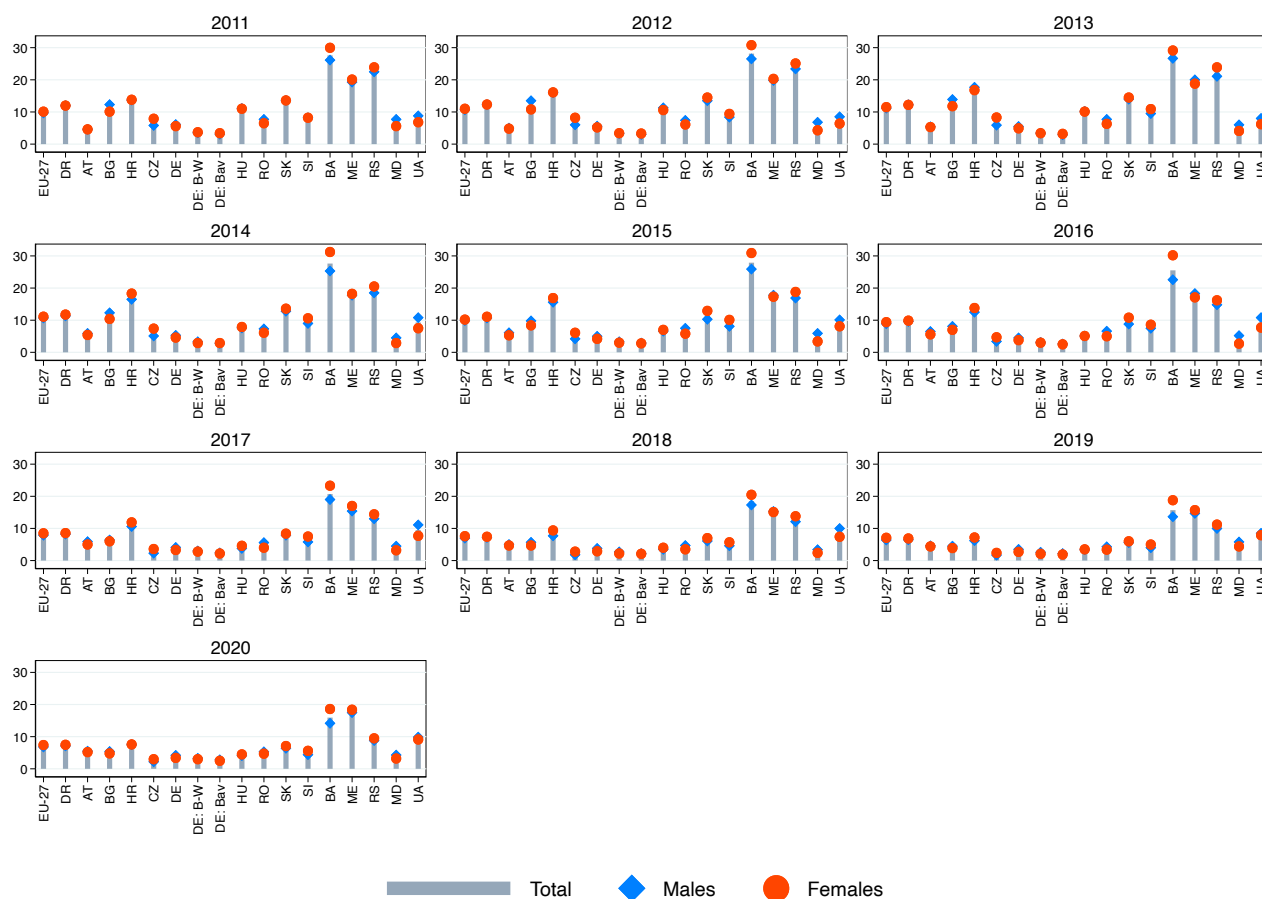 2011 2012 2013
30 30 30
20 20 20
10 10 10
0 0 0
EU-27 DR AT BG HR CZ DE DE: B-W DE: Bav HU RO SK SI BA ME RS MD UA EU-27 DR AT BG HR CZ DE DE: B-W DE: Bav HU RO SK SI BA ME RS MD UA EU-27 DR AT BG HR CZ DE DE: B-W DE: Bav HU RO SK SI BA ME RS MD UA
2014 2015 2016
30 30 30
20 20 20
10 10 10
0 0 0
EU-27 DR AT BG HR CZ DE DE: B-W DE: Bav HU RO SK SI BA ME RS MD UA EU-27 DR AT BG HR CZ DE DE: B-W DE: Bav HU RO SK SI BA ME RS MD UA EU-27 DR AT BG HR CZ DE DE: B-W DE: Bav HU RO SK SI BA ME RS MD UA
2017 2018 2019
30 30 30
20 20 20
10 10 10
0 0 0
EU-27 DR AT BG HR CZ DE DE: B-W DE: Bav HU RO SK SI BA ME RS MD UA EU-27 DR AT BG HR CZ DE DE: B-W DE: Bav HU RO SK SI BA ME RS MD UA EU-27 DR AT BG HR CZ DE DE: B-W DE: Bav HU RO SK SI BA ME RS MD UA
2020
30
20
10
0
EU-27 DR AT BG HR CZ DE DE: B-W DE: Bav HU RO SK SI BA ME RS MD UA
Total Males Females